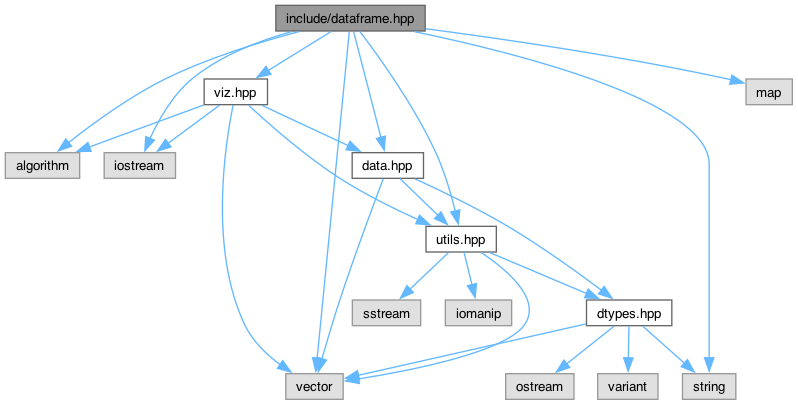 include/dataframe.hpp
viz.hpp
map
algorithm
iostream
data.hpp
utils.hpp
sstream
iomanip
dtypes.hpp
vector
ostream
variant
string